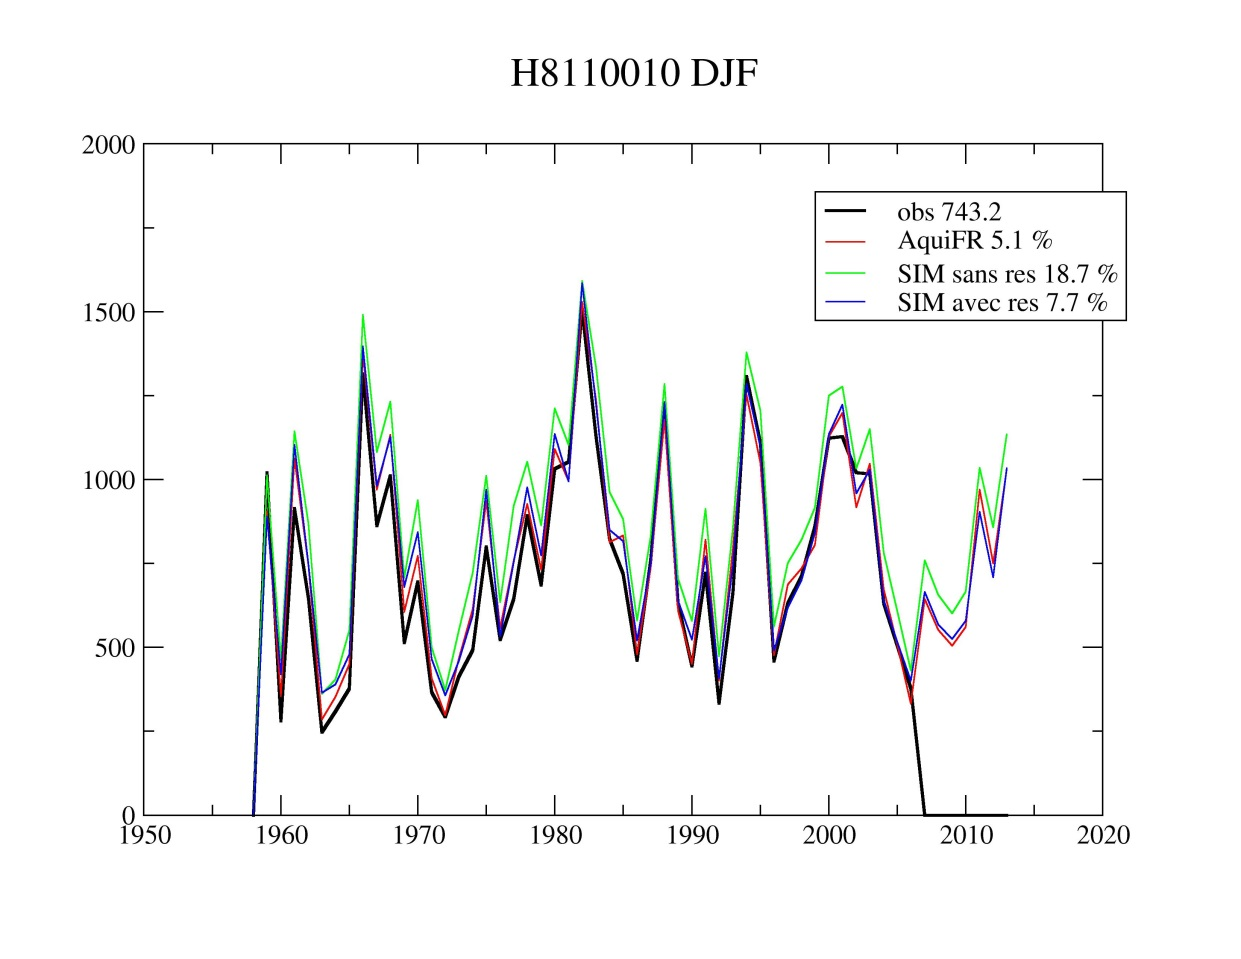 H8110010 DJF
2000
1500
1000
500
0
obs 743.2
AquiFR 5.1 %
SIM sans res 18.7 %
SIM avec res 7.7 %
1950 1960 1970 1980 1990 2000 2010 2020